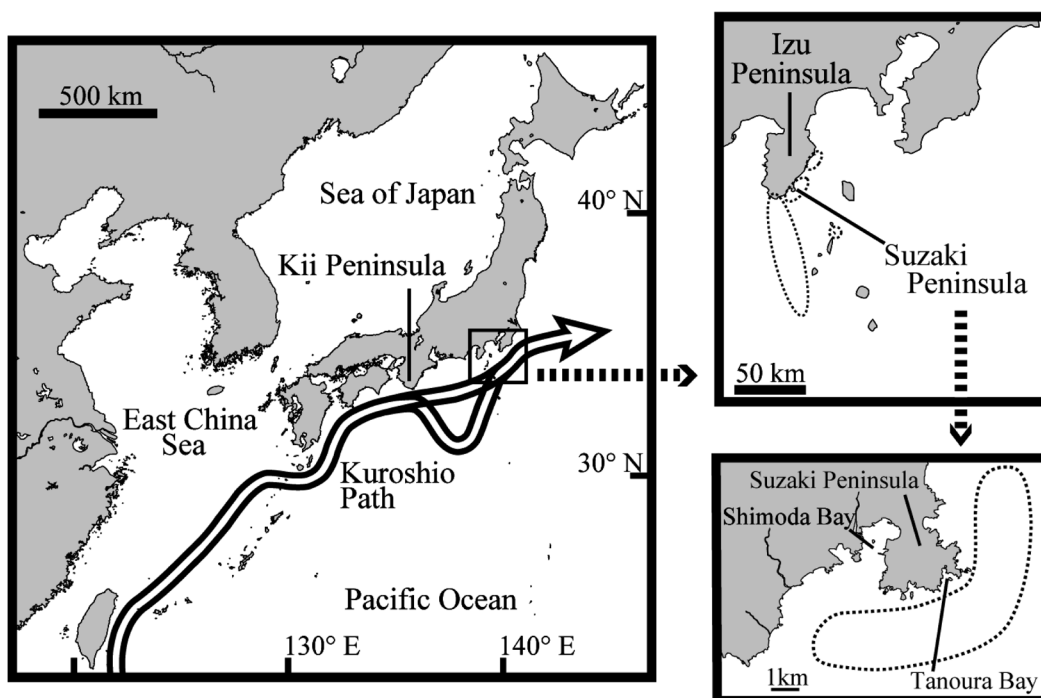 500 km
Sea of Japan
40° N
Kii Peninsula
East China
Sea
Kuroshio
Path
30° N
Pacific Ocean
130° E
140° E
Izu
Peninsula
Suzaki
Peninsula
50 km
Suzaki Peninsula
Shimoda Bay
1km
Tanoura Bay